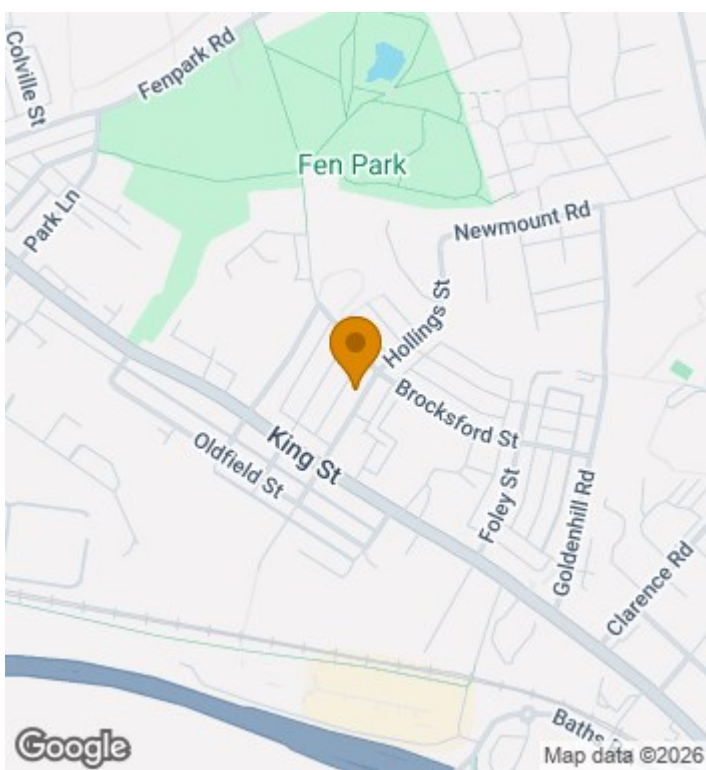 Colville St
Fenpark Rd
Fen Park
Park Ln
Newmount Rd
Hollings St
Brocksford St
King St
Oldfield St
Foley St
Goldenhill Rd
Clarence Rd
Baths
Google
Map data ©2026